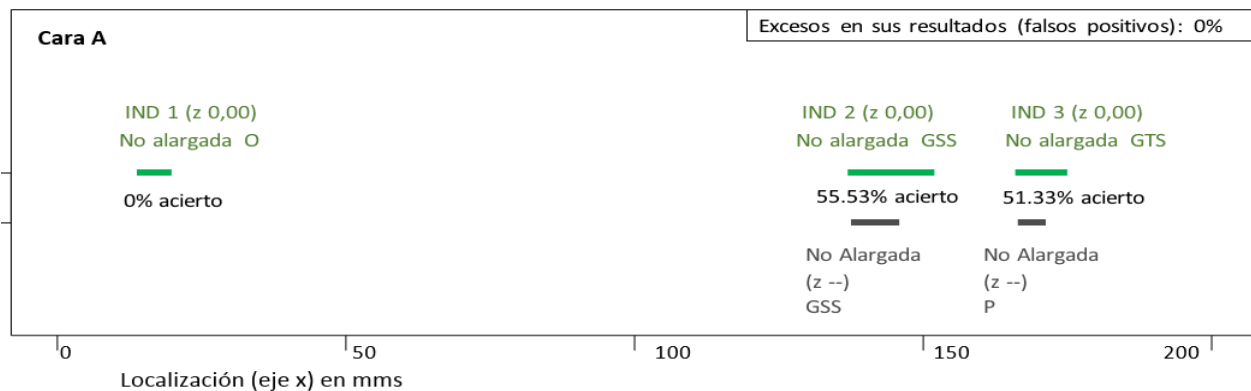 Cara A
Excesos en sus resultados (falsos positivos): 0%
IND 1 (z 0,00)
No alargada O
0% acierto
IND 2 (z 0,00)
No alargada GSS
55.53% acierto
No Alargada
(z --)
GSS
IND 3 (z 0,00)
No alargada GTS
51.33% acierto
No Alargada
(z --)
P
0 50 100 150 200
Localización (eje x) en mms